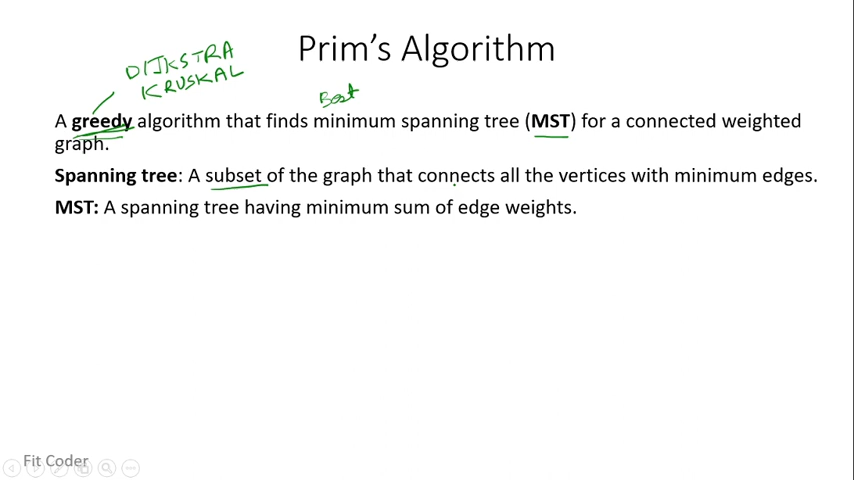 Prim's Algorithm
DIJKSTRA
KRUSKAL
Best
A greedy algorithm that finds minimum spanning tree (MST) for a connected weighted
graph.
Spanning tree: A subset of the graph that connects all the vertices with minimum edges.
MST: A spanning tree having minimum sum of edge weights.
Fit Coder